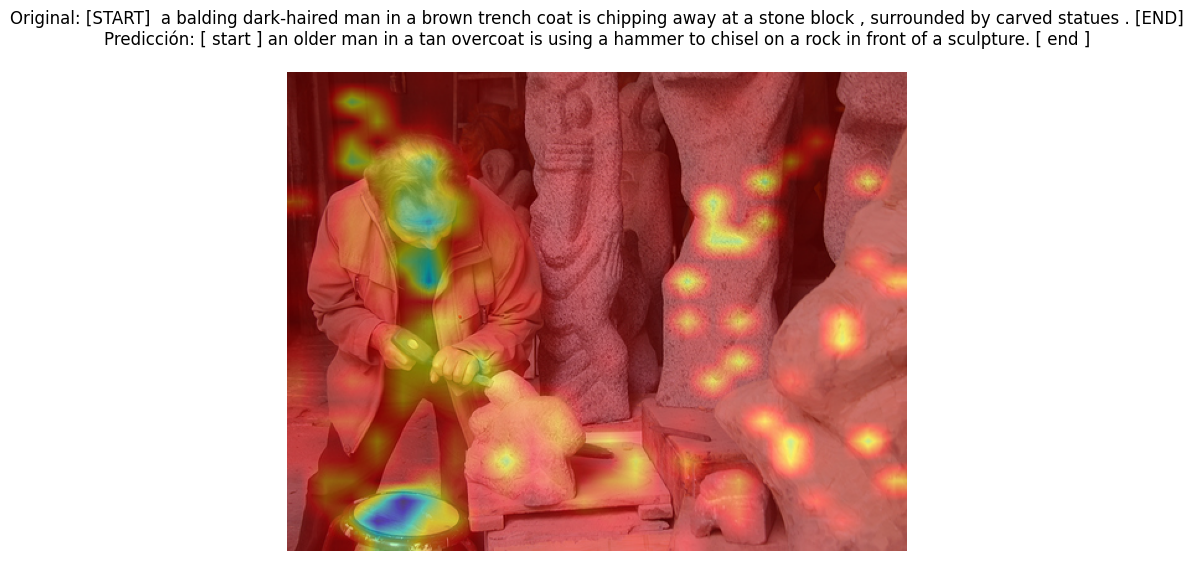 Original: [START]  a balding dark-haired man in a brown trench coat is chipping away at a stone block , surrounded by carved statues . [END]
Predicción: [ start ] an older man in a tan overcoat is using a hammer to chisel on a rock in front of a sculpture. [ end ]